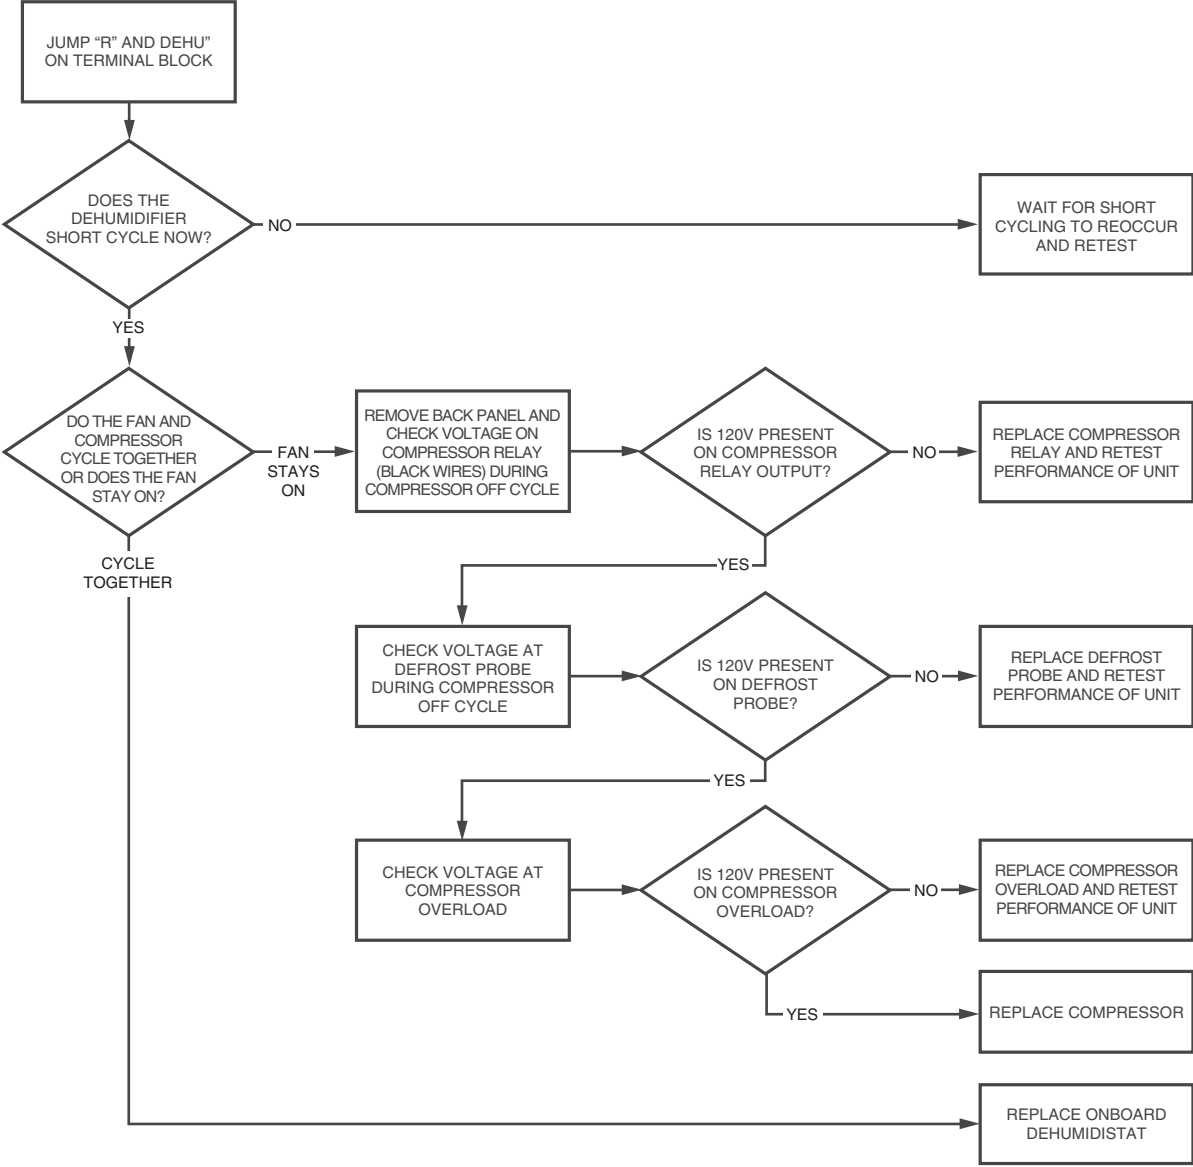 JUMP “R” AND DEHU”
ON TERMINAL BLOCK
DOES THE
DEHUMIDIFIER
SHORT CYCLE NOW?
NO
WAIT FOR SHORT
CYCLING TO REOCCUR
AND RETEST
YES
DO THE FAN AND
COMPRESSOR
CYCLE TOGETHER
OR DOES THE FAN
STAY ON?
FAN
STAYS
ON
REMOVE BACK PANEL AND
CHECK VOLTAGE ON
COMPRESSOR RELAY
(BLACK WIRES) DURING
COMPRESSOR OFF CYCLE
IS 120V PRESENT
ON COMPRESSOR
RELAY OUTPUT?
NO
REPLACE COMPRESSOR
RELAY AND RETEST
PERFORMANCE OF UNIT
CYCLE
TOGETHER
YES
CHECK VOLTAGE AT
DEFROST PROBE
DURING COMPRESSOR
OFF CYCLE
IS 120V PRESENT
ON DEFROST
PROBE?
NO
REPLACE DEFROST
PROBE AND RETEST
PERFORMANCE OF UNIT
YES
CHECK VOLTAGE AT
COMPRESSOR
OVERLOAD
IS 120V PRESENT
ON COMPRESSOR
OVERLOAD?
NO
REPLACE COMPRESSOR
OVERLOAD AND RETEST
PERFORMANCE OF UNIT
YES
REPLACE COMPRESSOR
REPLACE ONBOARD
DEHUMIDISTAT